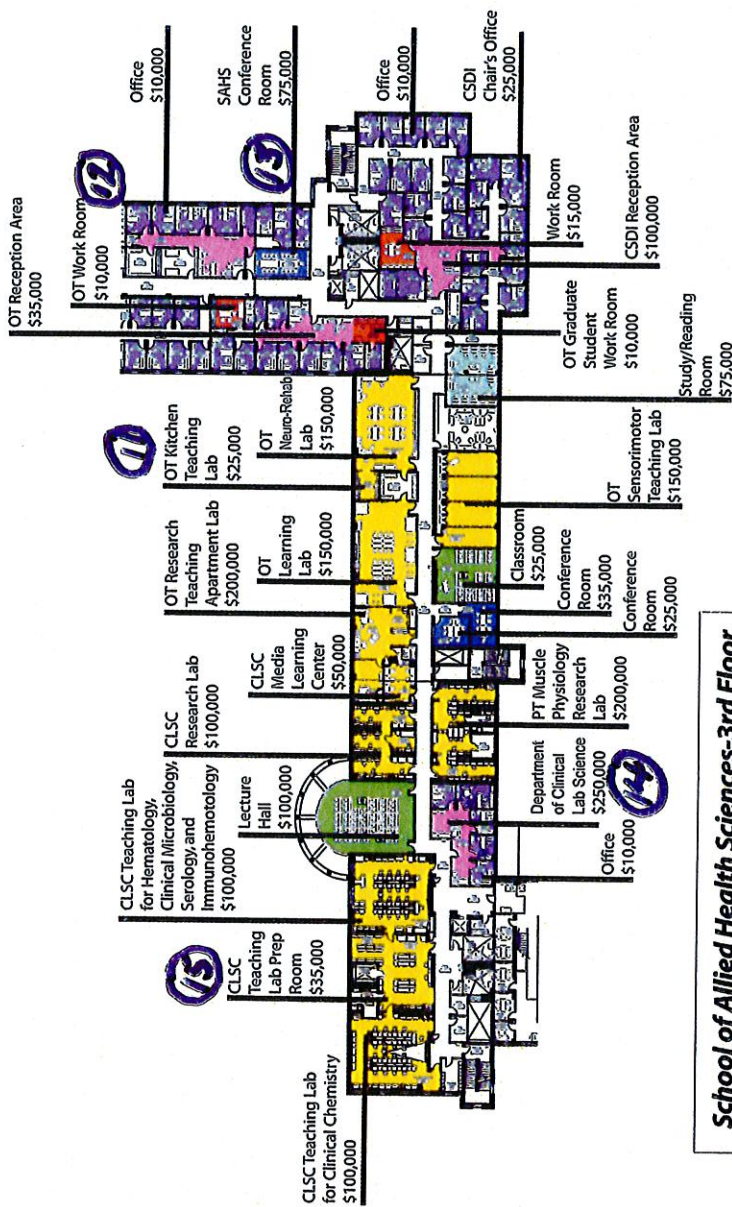 OT Reception Area
$35,000
12
OT Work Room
$10,000
Office
$10,000
13
SAHS
Conference
Room
$75,000
11
OT Kitchen
Teaching
Lab
$25,000
OT
Neuro-Rehab
Lab
$150,000
OT Research
Teaching
Apartment Lab
$200,000
OT
Learning
Lab
$150,000
CLSC
Research Lab
$100,000
CLSC
Media
Learning
Center
$50,000
CLSC Teaching Lab
for Hematology,
Clinical Microbiology,
Serology, and
Immunohemotology
$100,000
Lecture
Hall
$100,000
15
CLSC
Teaching
Lab Prep
Room
$35,000
CLSC Teaching Lab
for Clinical Chemistry
$100,000
Office
$10,000
CSDI
Chair's Office
$25,000
Work Room
$15,000
CSDI Reception Area
$100,000
OT Graduate
Student
Work Room
$10,000
Study/Reading
Room
$75,000
OT
Sensorimotor
Teaching Lab
$150,000
Classroom
$25,000
Conference
Room
$35,000
Conference
Room
$25,000
PT Muscle
Physiology
Research
Lab
$200,000
Department
of Clinical
Lab Science
$250,000
14
Office
$10,000
School of Allied Health Sciences-3rd Floor